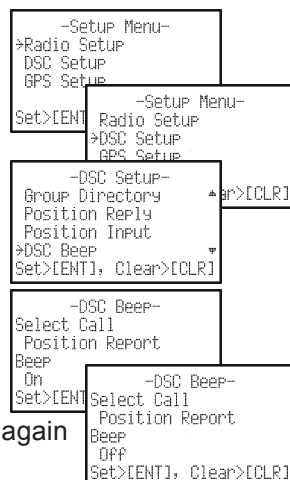 -Setup Menu-
→Radio Setup
DSC Setup
GPS Setup
Set>[ENT
-Setup Menu-
Radio Setup
→DSC Setup
GPS Setup
ar>[CLR]
-DSC Setup-
Group Directory
Position Reply
Position Input
→DSC Beep
Set>[ENT], Clear>[CLR]
-DSC Beep-
Select Call
Position Report
Beep
On
Set>[ENT
again
-DSC Beep-
Select Call
Position Report
Beep
Off
Set>[ENT], Clear>[CLR]